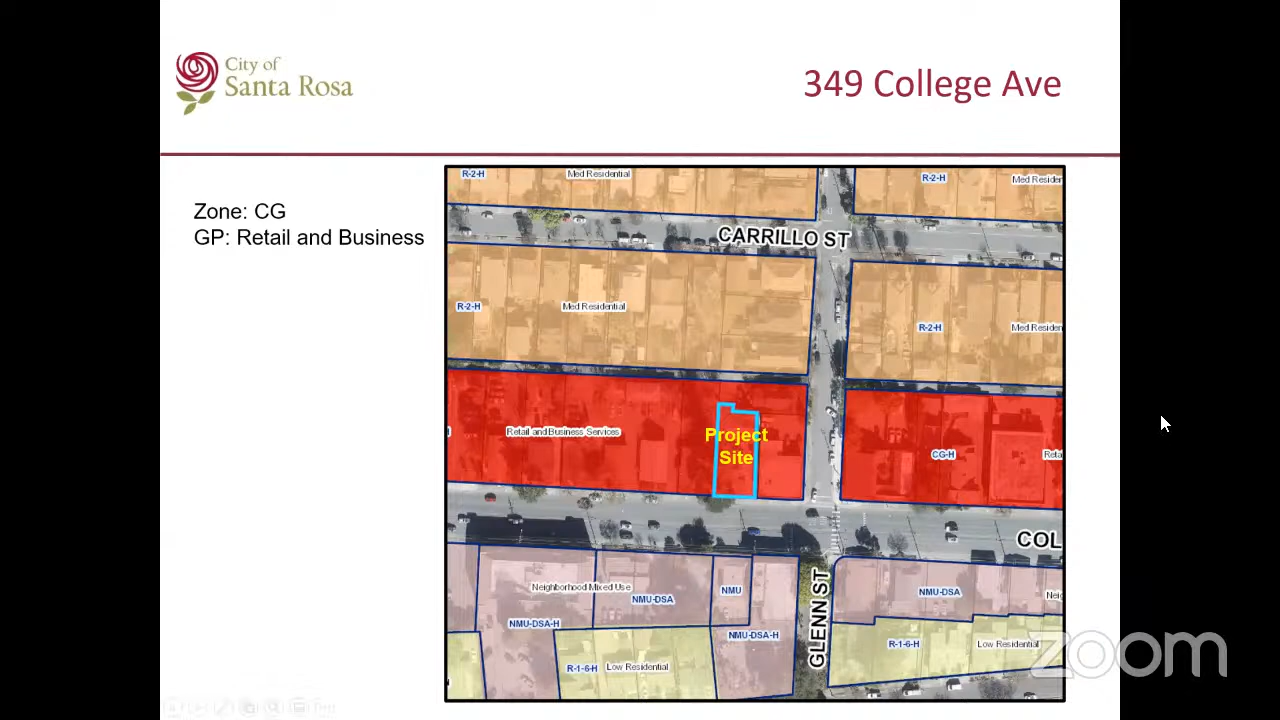 City of
Santa Rosa
349 College Ave
Zone: CG
GP: Retail and Business
R-2-H
Med Residential
R-2-H
Med Residen
CARRILLO ST
R-2-H
Med Residential
R-2-H
Med Residen
Retail and Business Services
Project
Site
CG-H
Reta
COL
Neighborhood Mixed Use
NMU-DSA
NMU
NMU-DSA
Neig
NMU-DSA-H
NMU-DSA-H
GLENN ST
R-1-6-H
Low Residential
R-1-6-H
Low Residential
zoom